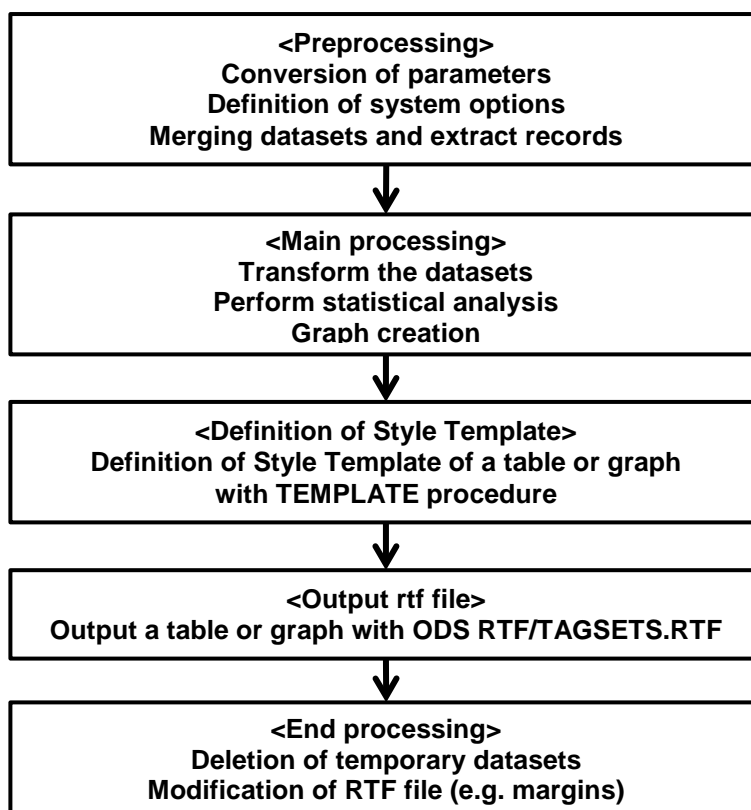 <Preprocessing>
Conversion of parameters
Definition of system options
Merging datasets and extract records
<Main processing>
Transform the datasets
Perform statistical analysis
Graph creation
<Definition of Style Template>
Definition of Style Template of a table or graph
with TEMPLATE procedure
<Output rtf file>
Output a table or graph with ODS RTF/TAGSETS.RTF
<End processing>
Deletion of temporary datasets
Modification of RTF file (e.g. margins)